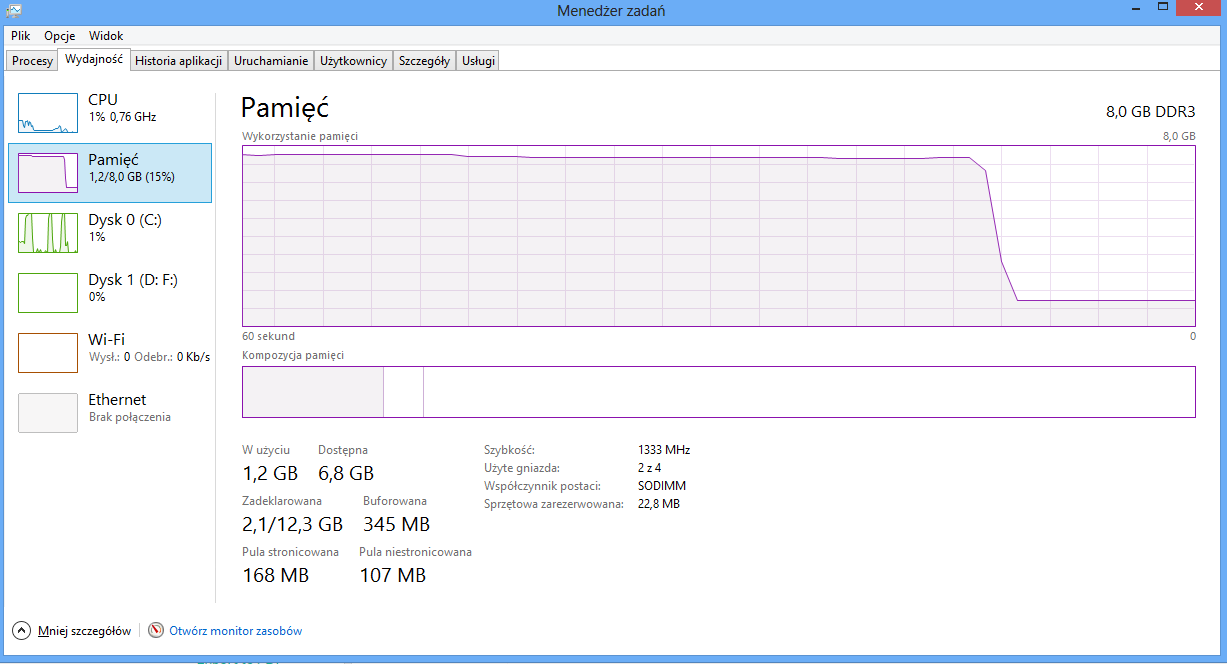 Menedżer zadań
Plik Opcje Widok
Procesy Wydajność Historia aplikacji Uruchamianie Użytkownicy Szczegóły Usługi
CPU
1% 0,76 GHz
Pamięć
1,2/8,0 GB (15%)
Dysk 0 (C:)
1%
Dysk 1 (D: F:)
0%
Wi-Fi
Wysł.: 0 Odebr.: 0 Kb/s
Ethernet
Brak połączenia
Pamięć 8,0 GB DDR3
Wykorzystanie pamięci 8,0 GB
60 sekund 0
Kompozycja pamięci
W użyciu Dostępna
1,2 GB 6,8 GB
Zadeklarowana Buforowana
2,1/12,3 GB 345 MB
Pula stronicowana Pula niestronicowana
168 MB 107 MB
Szybkość: 1333 MHz
Użyte gniazda: 2 z 4
Współczynnik postaci: SODIMM
Sprzętowa zarezerwowana: 22,8 MB
Mniej szczegółów Otwórz monitor zasobów